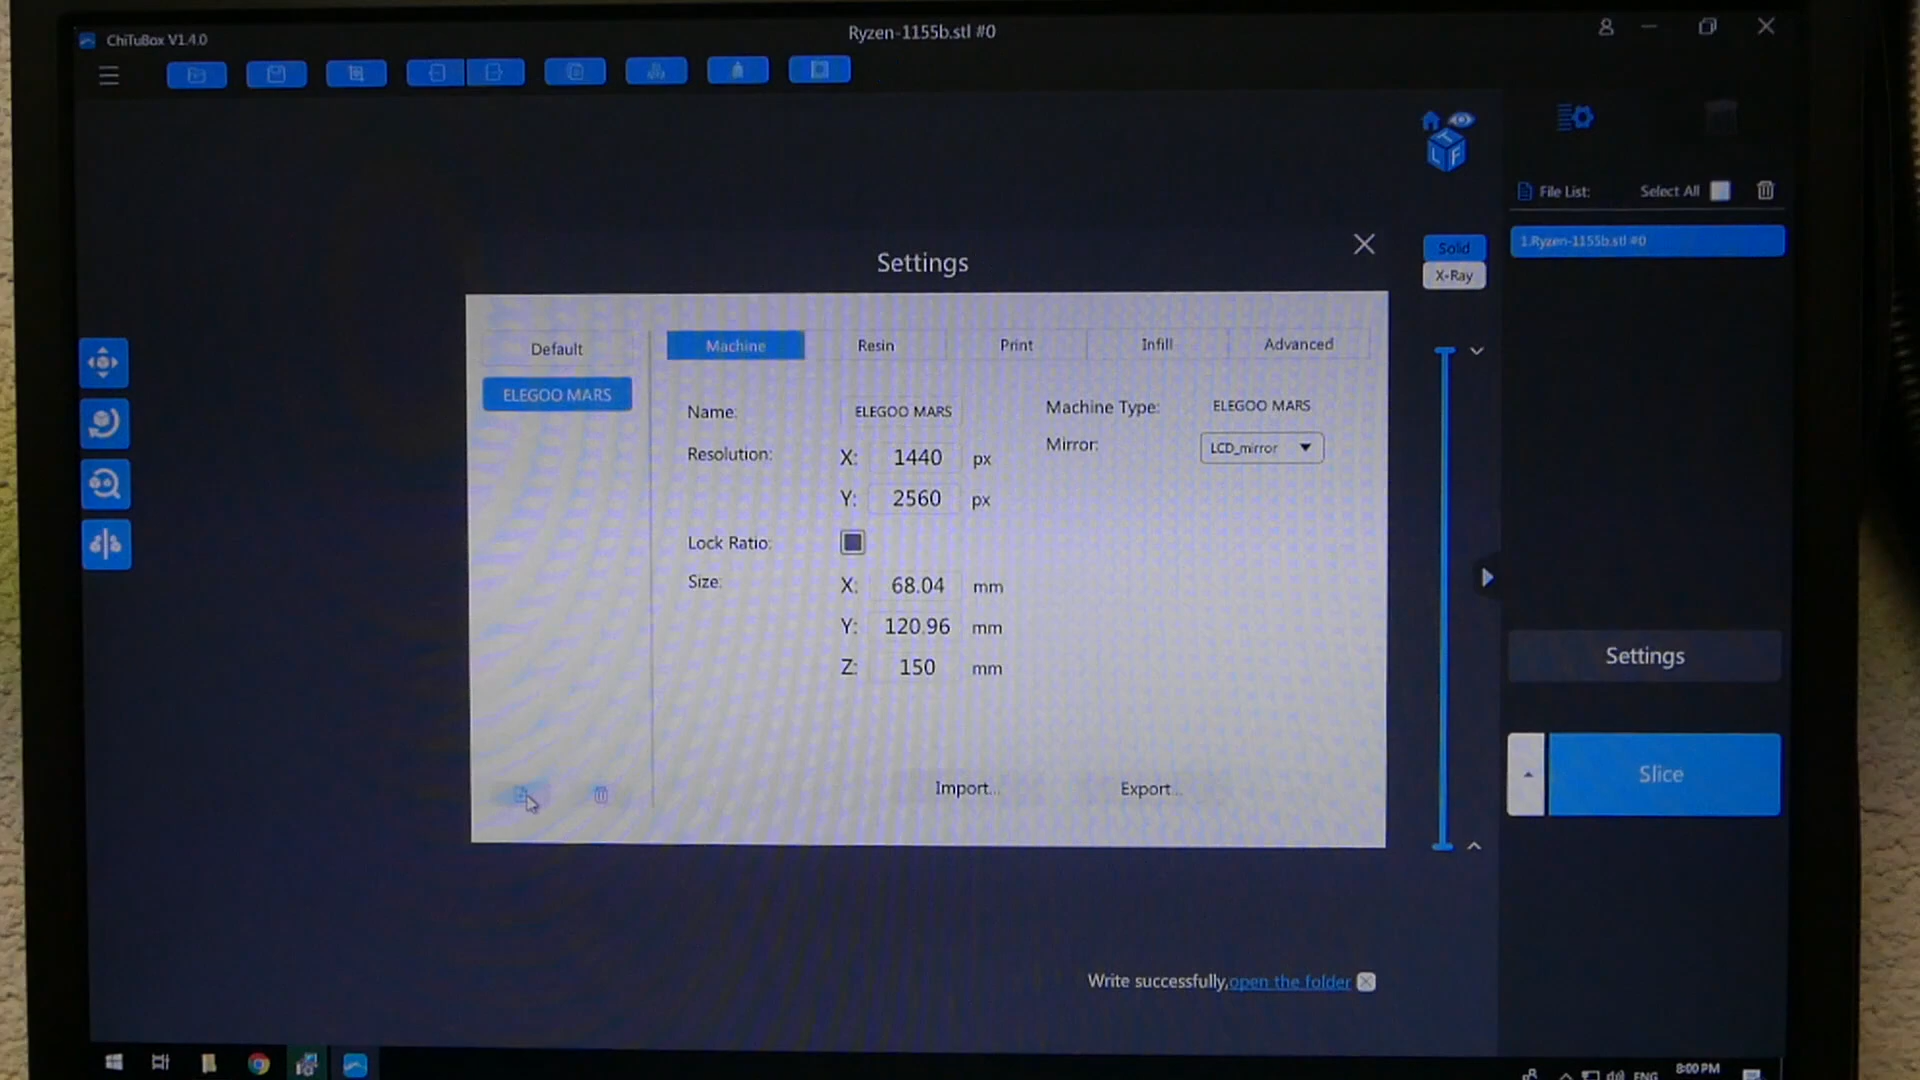 ChiTuBox V1.4.0
Ryzen-1155b.stl #0
T
L F
File List:
Select All
1.Ryzen-1155b.stl #0
Solid
X-Ray
Settings
Default
ELEGOO MARS
Machine
Resin
Print
Infill
Advanced
Name:
ELEGOO MARS
Machine Type:
ELEGOO MARS
Resolution:
X: 1440 px
Mirror:
LCD_mirror
Y: 2560 px
Lock Ratio:
Size:
X: 68.04 mm
Y: 120.96 mm
Z: 150 mm
Import...
Export...
Settings
Slice
Write successfully,open the folder
ENG
8:00 PM